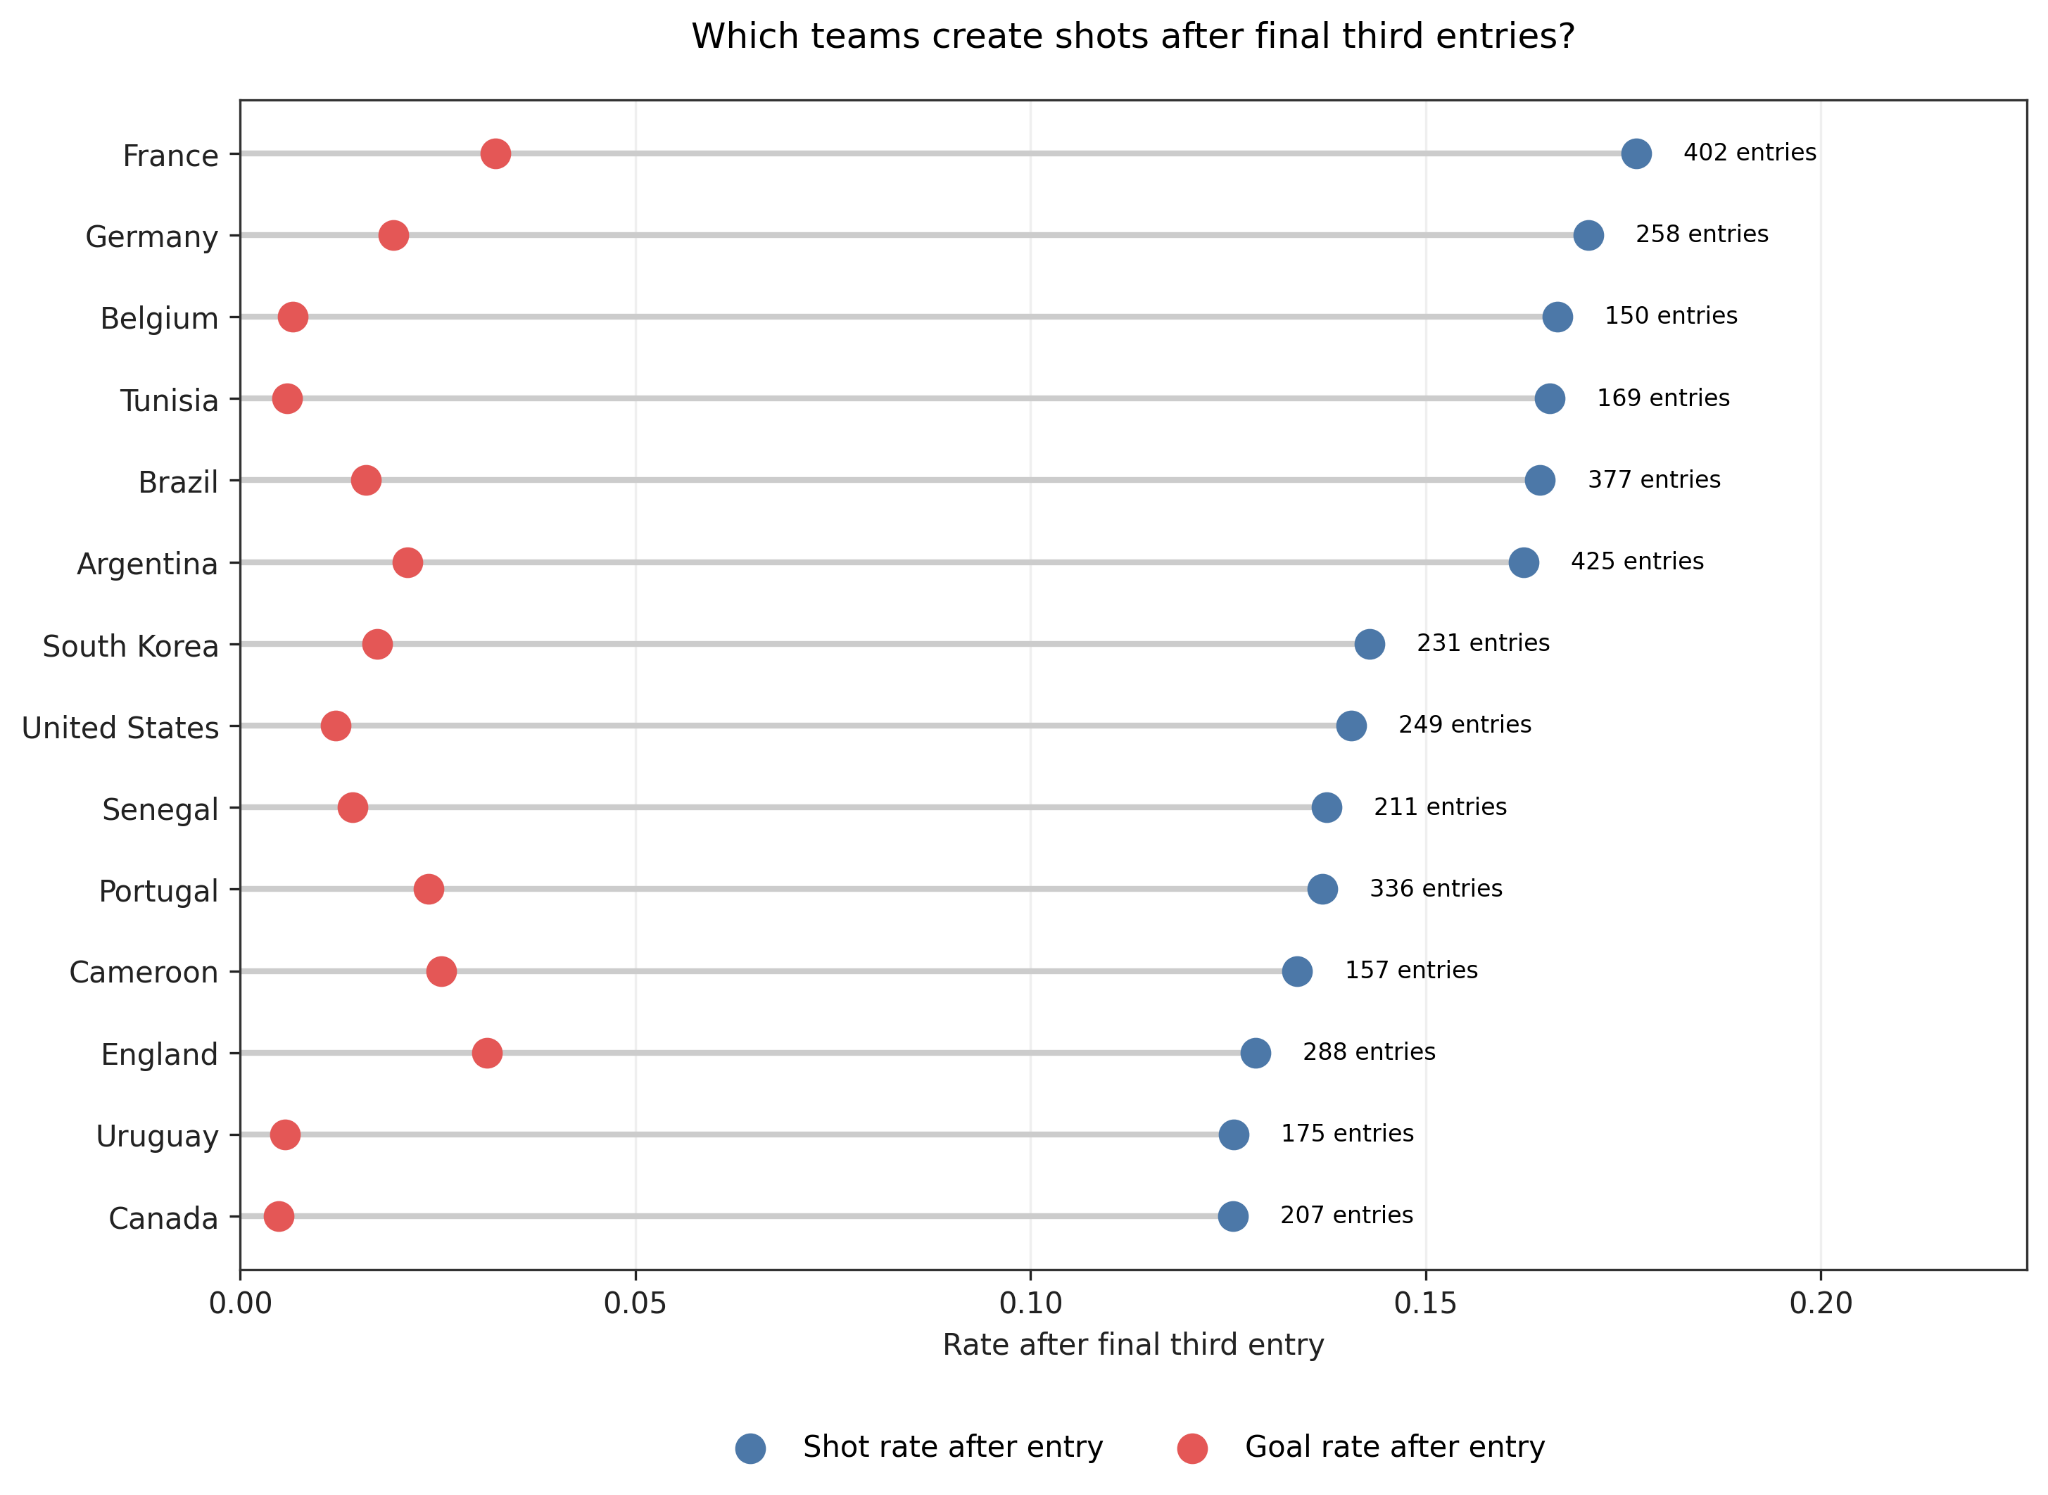 Which teams create shots after final third entries?
France
402 entries
Germany
258 entries
Belgium
150 entries
Tunisia
169 entries
Brazil
377 entries
Argentina
425 entries
South Korea
231 entries
United States
249 entries
Senegal
211 entries
Portugal
336 entries
Cameroon
157 entries
England
288 entries
Uruguay
175 entries
Canada
207 entries
0.00 0.05 0.10 0.15 0.20
Rate after final third entry
Shot rate after entry Goal rate after entry